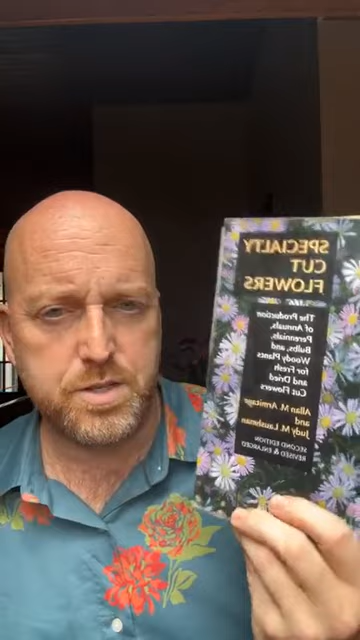 SPECIALTY
CUT
FLOWERS
The Production
of Annuals,
Perennials,
Bulbs, and
Woody Plants
for Fresh
and Dried
Cut Flowers
Allan M Armitage
and
Judy M. Laushman
SECOND EDITION
REVISED & ENLARGED